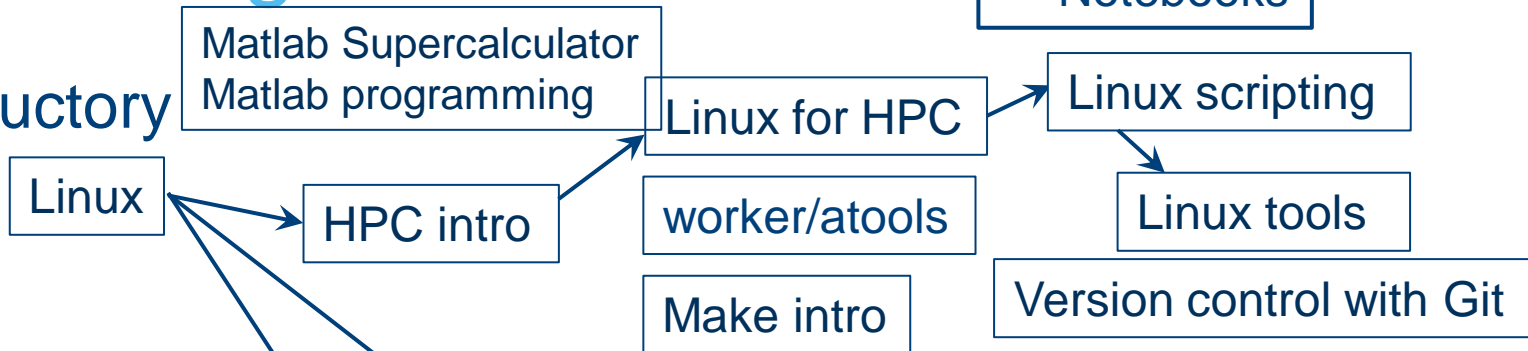 Notebooks
Matlab Supercalculator
Matlab programming
uctory
Linux for HPC
Linux scripting
Linux
HPC intro
worker/atools
Linux tools
Make intro
Version control with Git